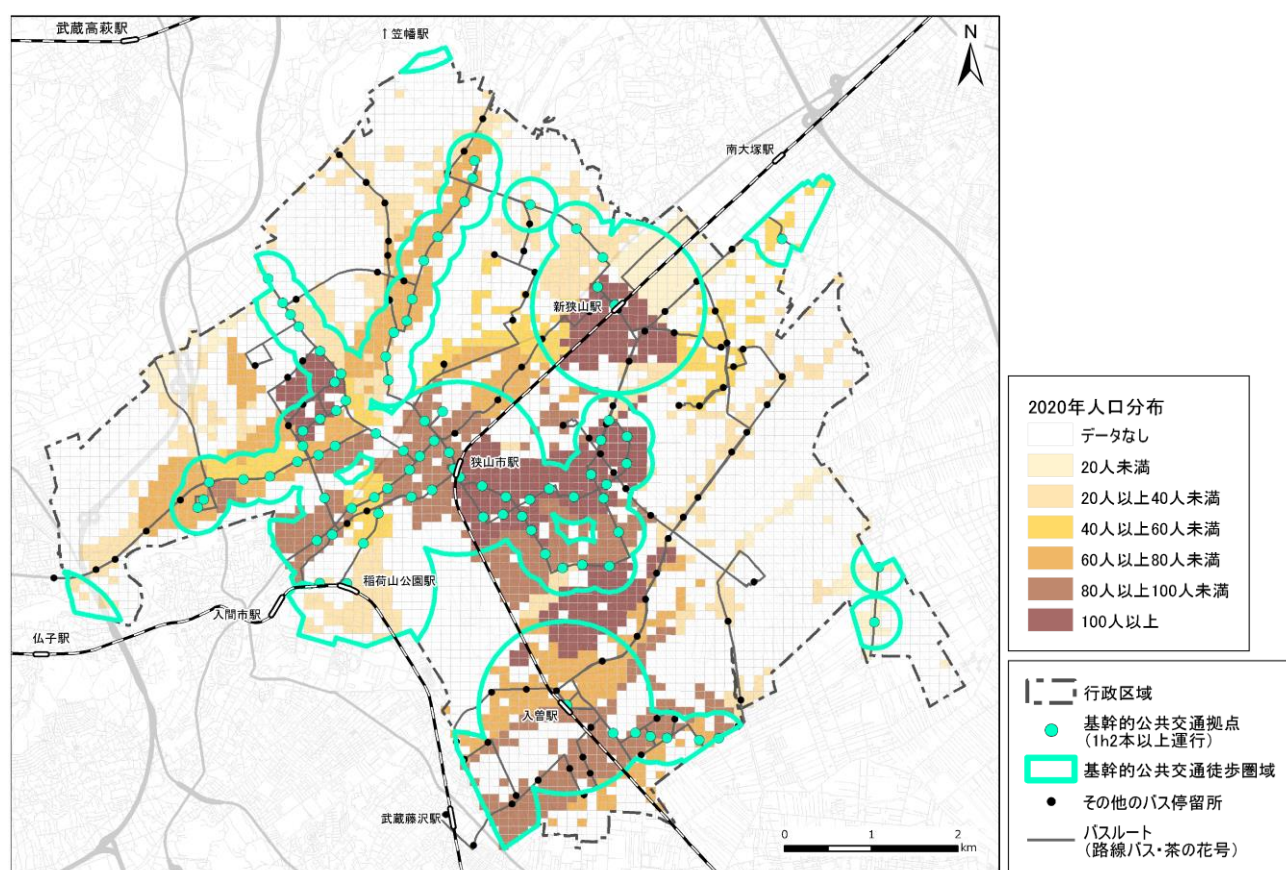 武蔵高萩駅
↑笠幡駅
N
南大塚駅
新狭山駅
狭山市駅
稲荷山公園駅
入間市駅
仏子駅
入曽駅
武蔵藤沢駅
0 1 2
km
2020年人口分布
データなし
20人未満
20人以上40人未満
40人以上60人未満
60人以上80人未満
80人以上100人未満
100人以上
行政区域
基幹的公共交通拠点
(1h2本以上運行)
基幹的公共交通徒歩圏域
その他のバス停留所
バスルート
(路線バス・茶の花号)